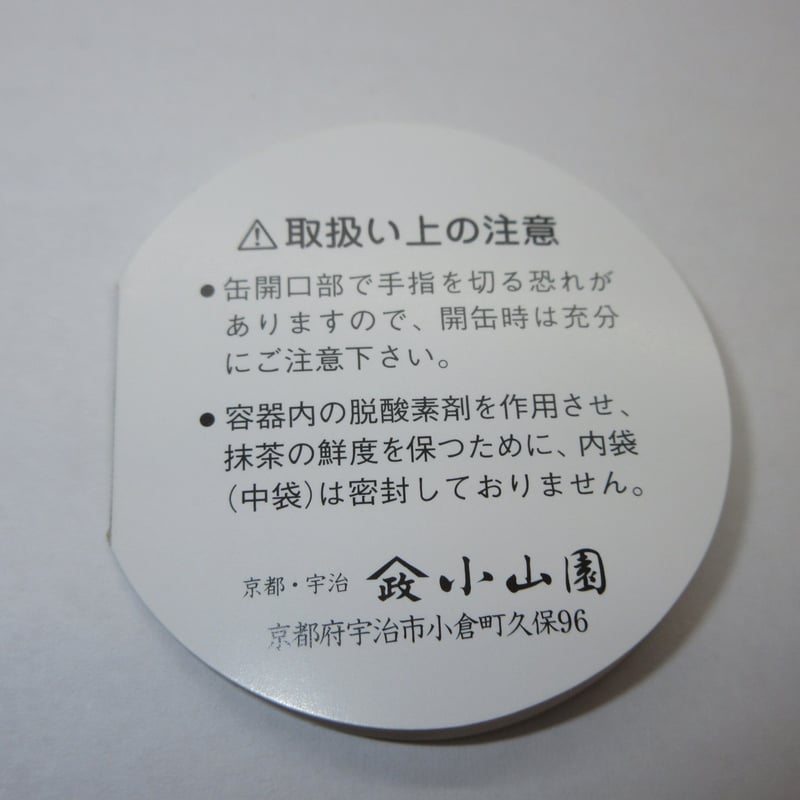 ⚠取扱い上の注意
●缶開口部で手指を切る恐れが
ありますので、開缶時は充分
にご注意下さい。
●容器内の脱酸素剤を作用させ、
抹茶の鮮度を保つために、内袋
(中袋)は密封しておりません。
京都・宇治 政 小山園
京都府宇治市小倉町久保96